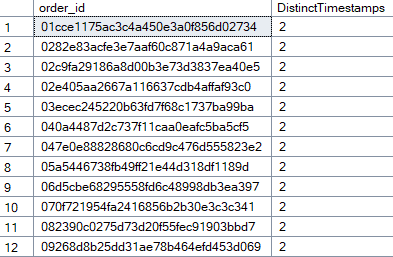 order_id DistinctTimestamps
1 01cce1175ac3c4a450e3a0f856d02734 2
2 0282e83acfe3e7aaf60c871a4a9aca61 2
3 02c9fa29186a8d00b3e73d3837ea40e5 2
4 02e405aa2667a116637cdb4affaf93c0 2
5 03ecec245220b63fd7f68c1737ba99ba 2
6 040a4487d2c737f11caa0eafc5ba5cf5 2
7 047e0e88828680c6cd9c476d555823e2 2
8 05a5446738fb49ff21e44d318df1189d 2
9 06d5cbe68295558fd6c48998db3ea397 2
10 070f721954fa2416856b2b30e3c3c341 2
11 082390c0275d73d20f55fec91903bbd7 2
12 09268d8b25dd31ae78b464efd453d069 2